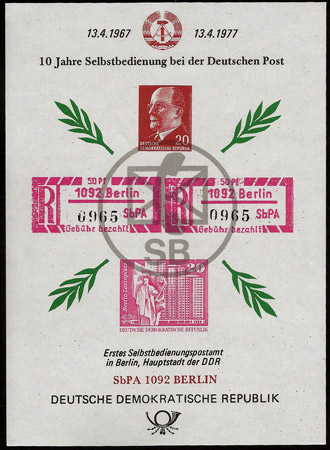 13.4.1967 13.4.1977
10 Jahre Selbstbedienung bei der Deutschen Post
20
DEUTSCHE
DEMOKRATISCHE REPUBLIK
50 Pf
1092 Berlin
R
0965 SbPA
Gebühr bezahlt
50 Pf
1092 Berlin
R
0965 SbPA
Gebühr bezahlt
SB
Berlin, Leninplatz
20
DEUTSCHE DEMOKRATISCHE REPUBLIK
Erstes Selbstbedienungspostamt
in Berlin, Hauptstadt der DDR
SbPA 1092 BERLIN
DEUTSCHE DEMOKRATISCHE REPUBLIK